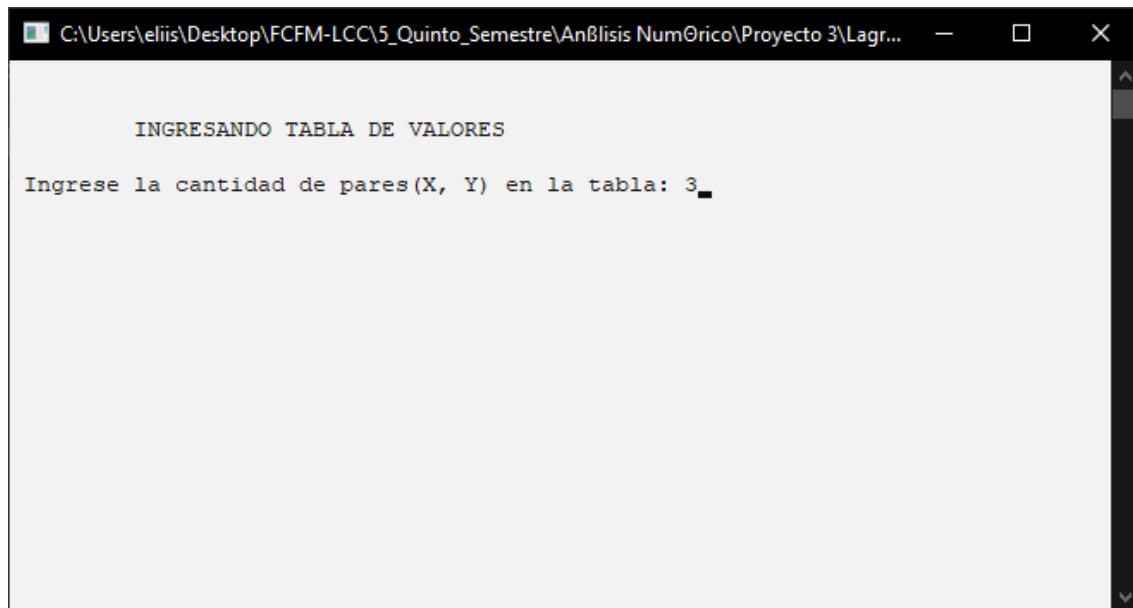 C:\Users\eliis\Desktop\FCFM-LCC\5_Quinto_Semestre\Anßlisis NumΘrico\Proyecto 3\Lagr...
INGRESANDO TABLA DE VALORES
Ingrese la cantidad de pares(X, Y) en la tabla: 3